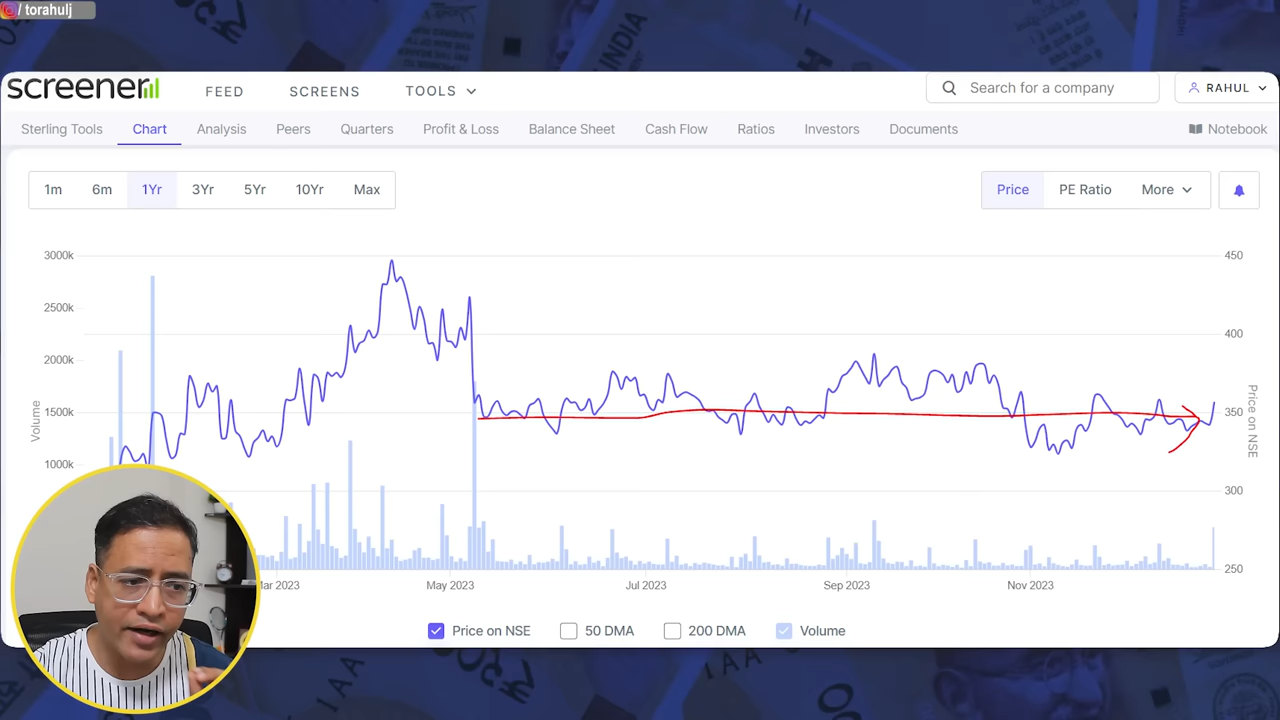 / torahulj
screener
FEED SCREENS TOOLS
Search for a company
RAHUL
Sterling Tools Chart Analysis Peers Quarters Profit & Loss Balance Sheet Cash Flow Ratios Investors Documents Notebook
1m 6m 1Yr 3Yr 5Yr 10Yr Max
Price PE Ratio More
3000k
2500k
2000k
1500k
1000k
Volume
450
400
350
300
250
Price on NSE
Mar 2023 May 2023 Jul 2023 Sep 2023 Nov 2023
Price on NSE 50 DMA 200 DMA Volume
INDIA